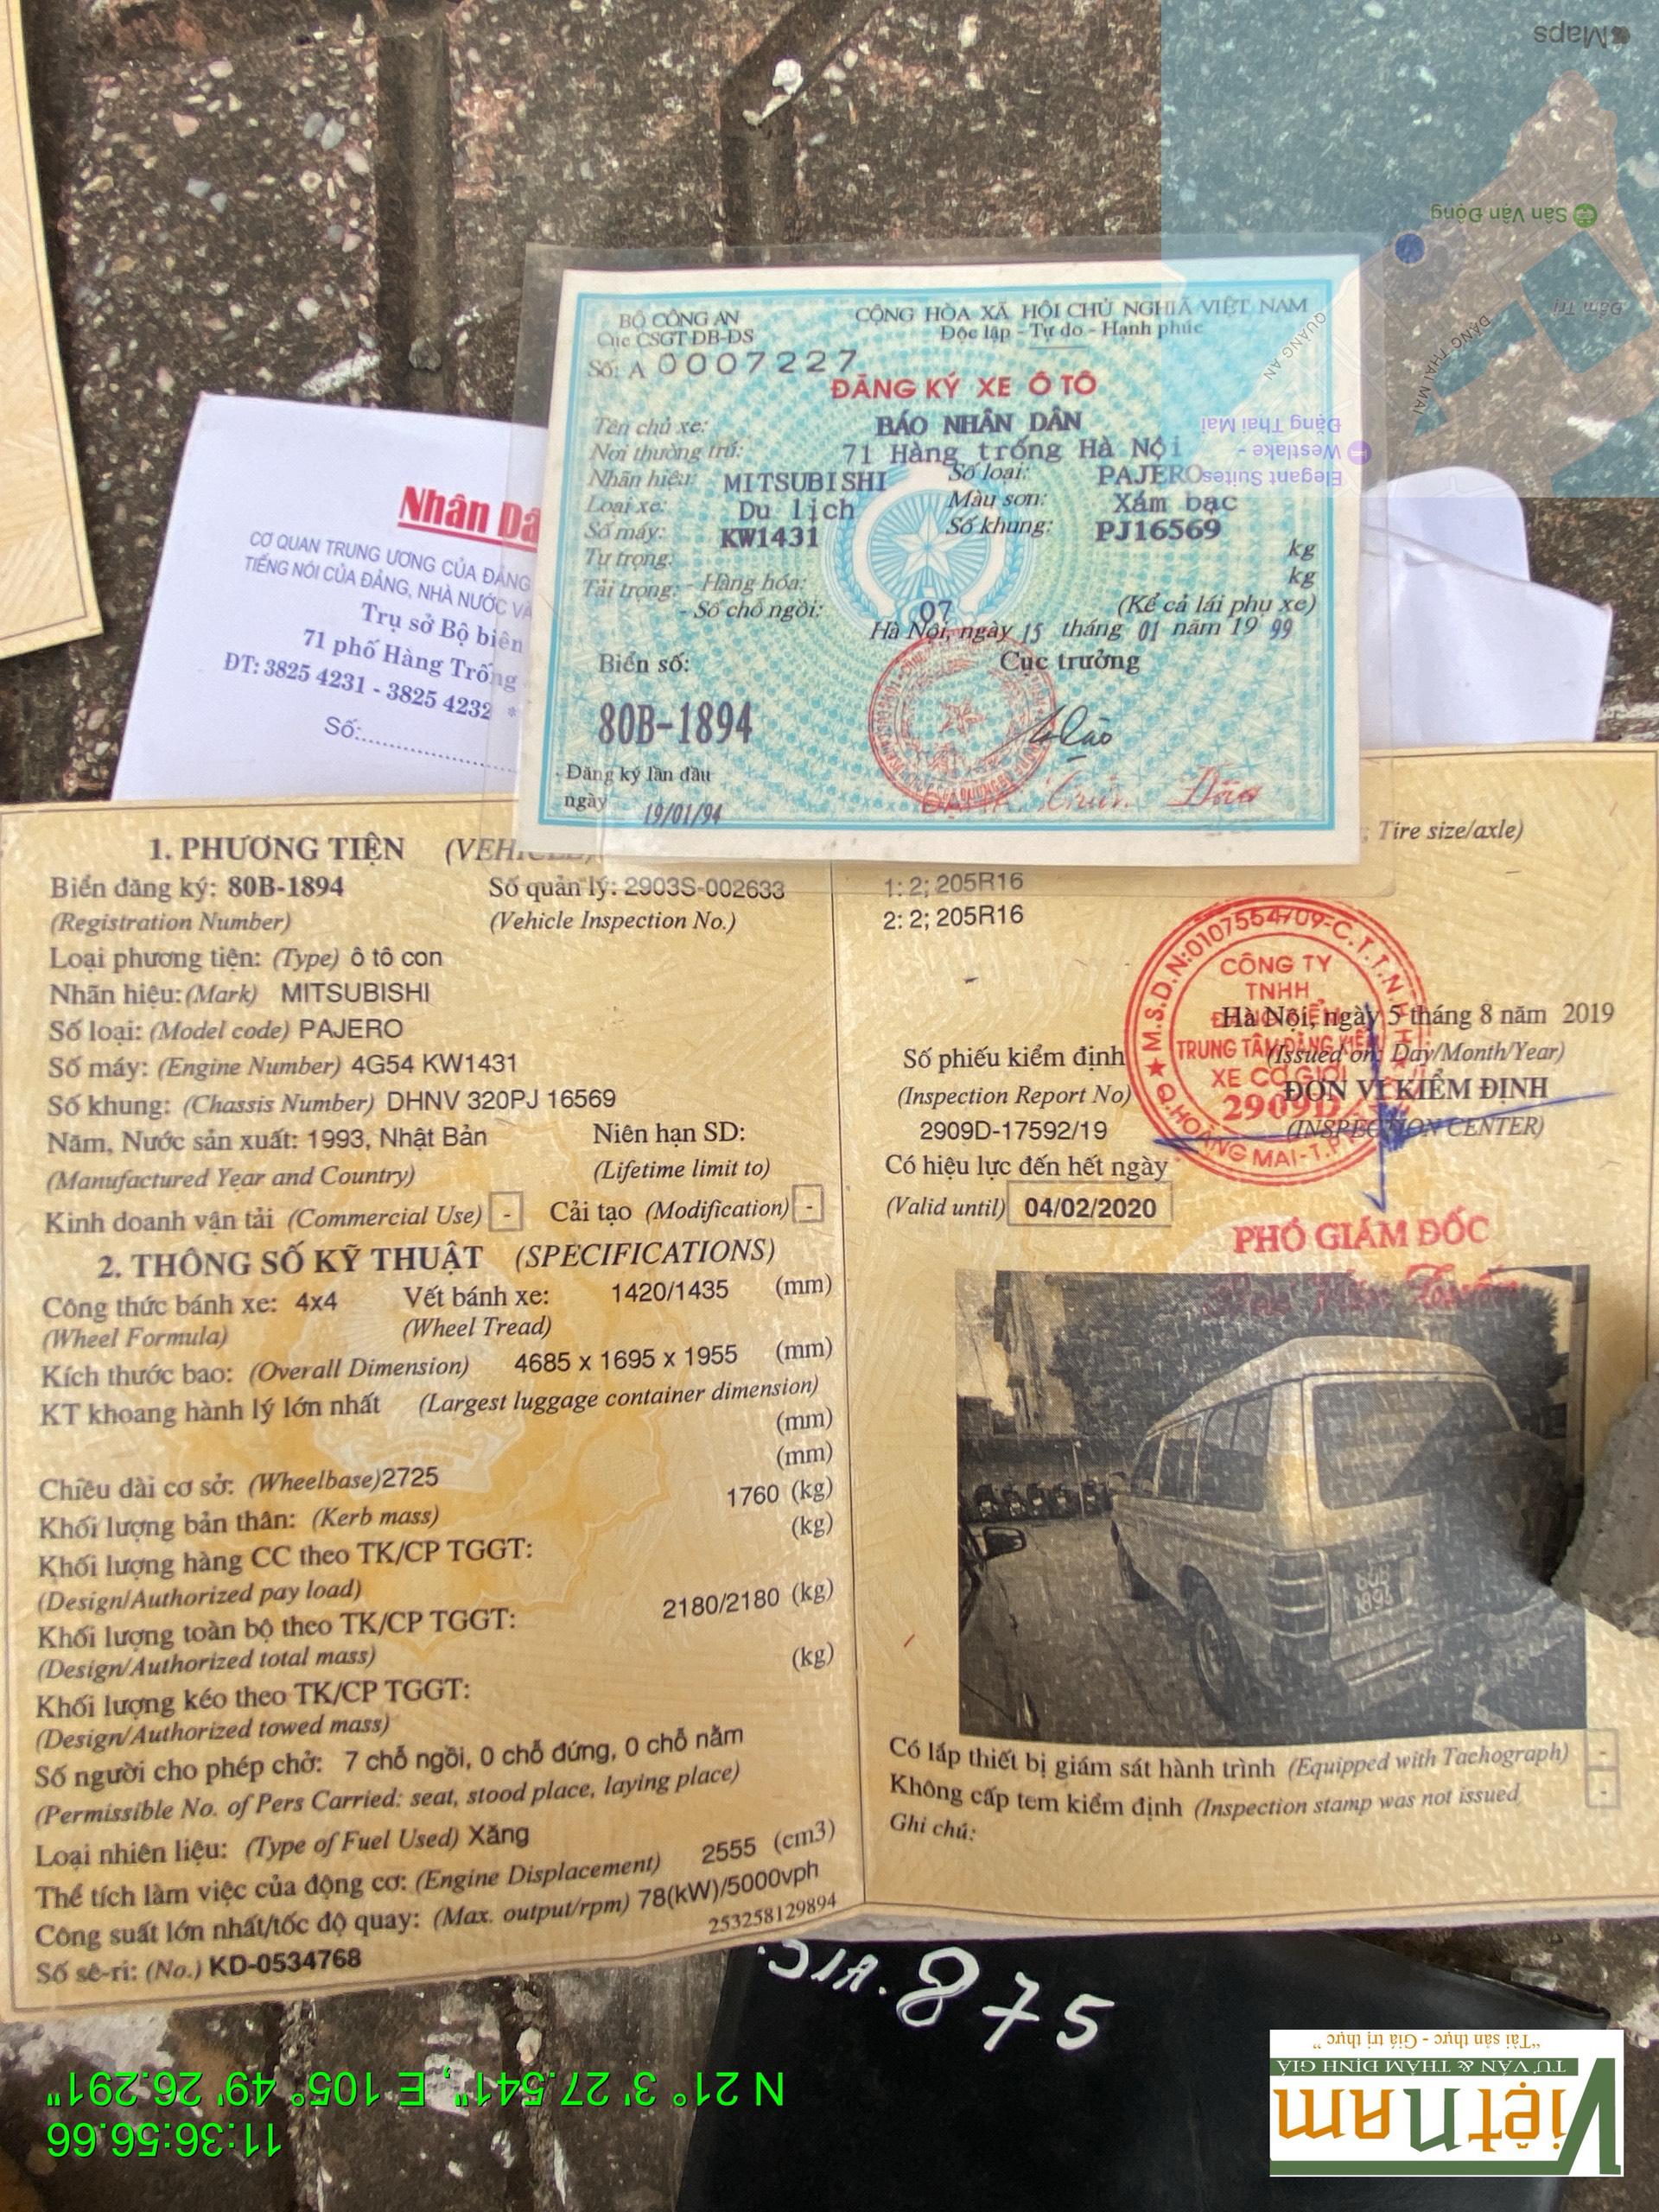 Maps
Sân Vận Động
Đầm Trị
QUẢNG AN
ĐẶNG THAI MAI
Elegant Suites
Westlake -
Đặng Thai Mai
BỘ CÔNG AN
Cục CSGT ĐB-ĐS
CỘNG HÒA XÃ HỘI CHỦ NGHĨA VIỆT NAM
Độc lập - Tự do - Hạnh phúc
Số: A 0007227
ĐĂNG KÝ XE Ô TÔ
Tên chủ xe: BÁO NHÂN DÂN
Nơi thường trú: 71 Hàng trống Hà Nội
Nhãn hiệu: MITSUBISHI Số loại: PAJERO
Loại xe: Du lịch Màu sơn: Xám bạc
Số máy: KW1431 Số khung: PJ16569
Tự trọng: kg
Tải trọng: - Hàng hóa: kg
- Số chỗ ngồi: 07 (Kể cả lái phụ xe)
Hà Nội, ngày 15 tháng 01 năm 19 99
Biển số: Cục trưởng
80B-1894
Đăng ký lần đầu
ngày 19/01/94
Nhân Dâ
CƠ QUAN TRUNG ƯƠNG CỦA ĐẢNG
TIẾNG NÓI CỦA ĐẢNG, NHÀ NƯỚC VÀ
Trụ sở Bộ biên
71 phố Hàng Trống
ĐT: 3825 4231 - 3825 4232 *
Số:
1. PHƯƠNG TIỆN (VEHICLE)
Biển đăng ký: 80B-1894 Số quản lý: 2903S-002633
(Registration Number) (Vehicle Inspection No.)
Loại phương tiện: (Type) ô tô con
Nhãn hiệu: (Mark) MITSUBISHI
Số loại: (Model code) PAJERO
Số máy: (Engine Number) 4G54 KW1431
Số khung: (Chassis Number) DHNV 320PJ 16569
Năm, Nước sản xuất: 1993, Nhật Bản Niên hạn SD:
(Manufactured Year and Country) (Lifetime limit to)
Kinh doanh vận tải (Commercial Use) - Cải tạo (Modification) -
2. THÔNG SỐ KỸ THUẬT (SPECIFICATIONS)
Công thức bánh xe: 4x4 Vết bánh xe: 1420/1435 (mm)
(Wheel Formula) (Wheel Tread)
Kích thước bao: (Overall Dimension) 4685 x 1695 x 1955 (mm)
KT khoang hành lý lớn nhất (Largest luggage container dimension)
(mm)
(mm)
Chiều dài cơ sở: (Wheelbase) 2725
Khối lượng bản thân: (Kerb mass) 1760 (kg)
Khối lượng hàng CC theo TK/CP TGGT: (kg)
(Design/Authorized pay load)
Khối lượng toàn bộ theo TK/CP TGGT: 2180/2180 (kg)
(Design/Authorized total mass)
Khối lượng kéo theo TK/CP TGGT: (kg)
(Design/Authorized towed mass)
Số người cho phép chở: 7 chỗ ngồi, 0 chỗ đứng, 0 chỗ nằm
(Permissible No. of Pers Carried: seat, stood place, laying place)
Loại nhiên liệu: (Type of Fuel Used) Xăng
Thể tích làm việc của động cơ: (Engine Displacement) 2555 (cm3)
Công suất lớn nhất/tốc độ quay: (Max. output/rpm) 78(kW)/5000vph
Số sê-ri: (No.) KD-0534768 253258129894
; Tire size/axle)
1: 2; 205R16
2: 2; 205R16
M.S.D.N:0107554709-C.T.T.N.H.H
CÔNG TY
TNHH
ĐĂNG KIỂM
TRUNG TÂM ĐĂNG KIỂM
XE CƠ GIỚI
2909D
Q.HOÀNG MAI-T.P
Hà Nội, ngày 5 tháng 8 năm 2019
(Issued on: Day/Month/Year)
ĐƠN VỊ KIỂM ĐỊNH
(INSPECTION CENTER)
Số phiếu kiểm định
(Inspection Report No)
2909D-17592/19
Có hiệu lực đến hết ngày
(Valid until) 04/02/2020
PHÓ GIÁM ĐỐC
80B
1894
Có lắp thiết bị giám sát hành trình (Equipped with Tachograph) -
Không cấp tem kiểm định (Inspection stamp was not issued -
Ghi chú:
875
N 21° 3' 27.541", E 105° 49' 26.291"
11:36:56.66
Việt Nam
TƯ VẤN & THẨM ĐỊNH GIÁ
"Tài sản thực - Giá trị thực"